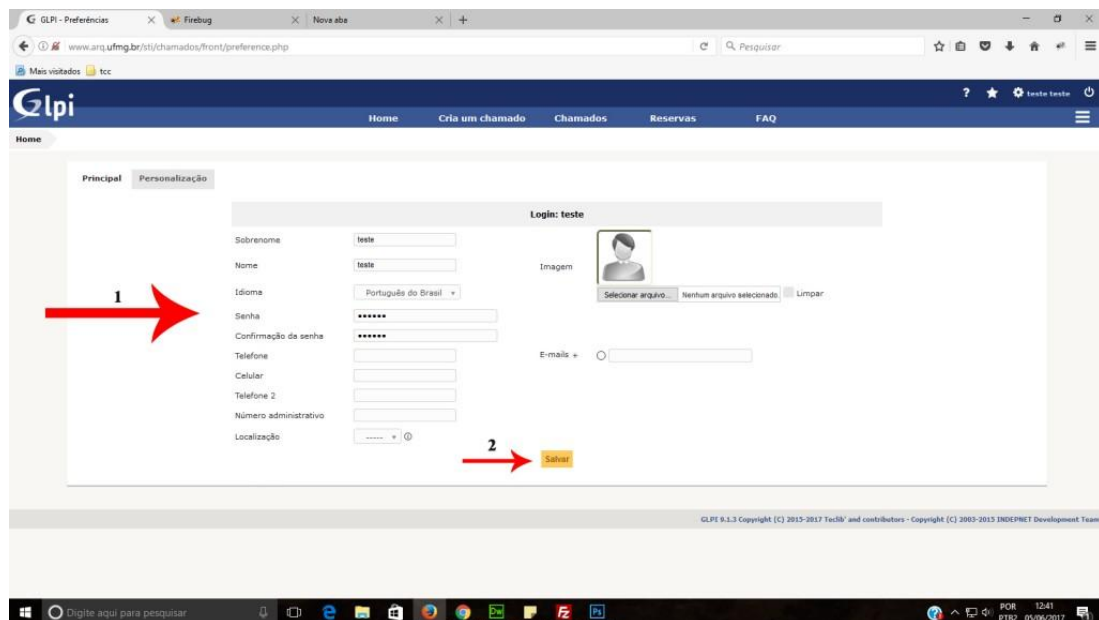 GLPI - Preferências
Firebug
Nova aba
www.arq.ufmg.br/sti/chamados/front/preference.php
Pesquisar
Mais visitados tcc
Glpi
? teste teste
Home Cria um chamado Chamados Reservas FAQ
Home
Principal Personalização
Login: teste
Sobrenome teste
Nome teste
Imagem
Idioma Português do Brasil
Selecionar arquivo... Nenhum arquivo selecionado. Limpar
1
Senha ••••••
Confirmação da senha ••••••
Telefone
E-mails +
Celular
Telefone 2
Número administrativo
Localização -----
2
Salvar
GLPI 9.1.3 Copyright (C) 2015-2017 Teclib' and contributors - Copyright (C) 2003-2015 INDEPNET Development Team
Digite aqui para pesquisar
Dw
Fz
Ps
POR 12:41
PTB2 05/06/2017